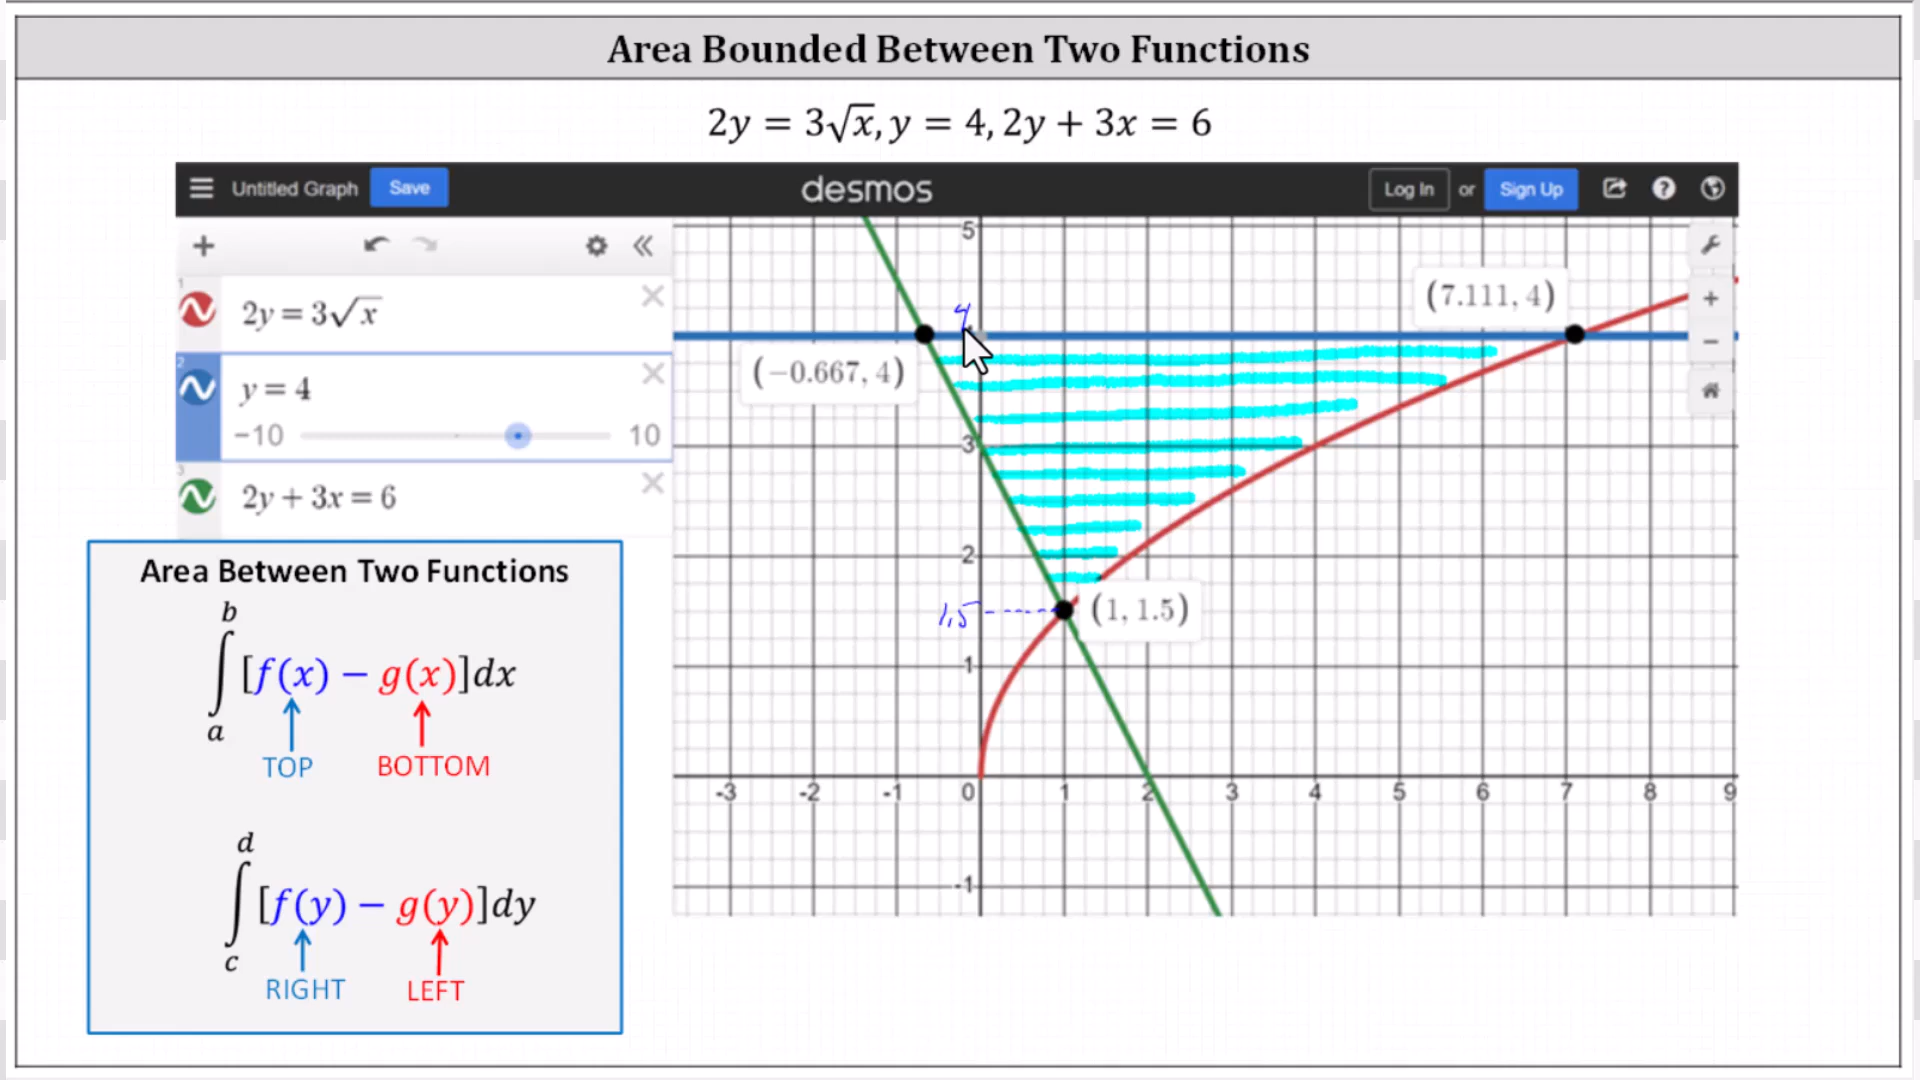 Area Bounded Between Two Functions
2y = 3√x, y = 4, 2y + 3x = 6
Untitled Graph Save desmos Log In or Sign Up
1
2y = 3√x
2
y = 4
−10 10
3
2y + 3x = 6
Area Between Two Functions
b
∫ [f(x) − g(x)]dx
a
TOP BOTTOM
d
∫ [f(y) − g(y)]dy
c
RIGHT LEFT
5
(7.111, 4)
4
(−0.667, 4)
3
2
1.5 (1, 1.5)
1
-3 -2 -1 0 1 2 3 4 5 6 7 8 9
-1